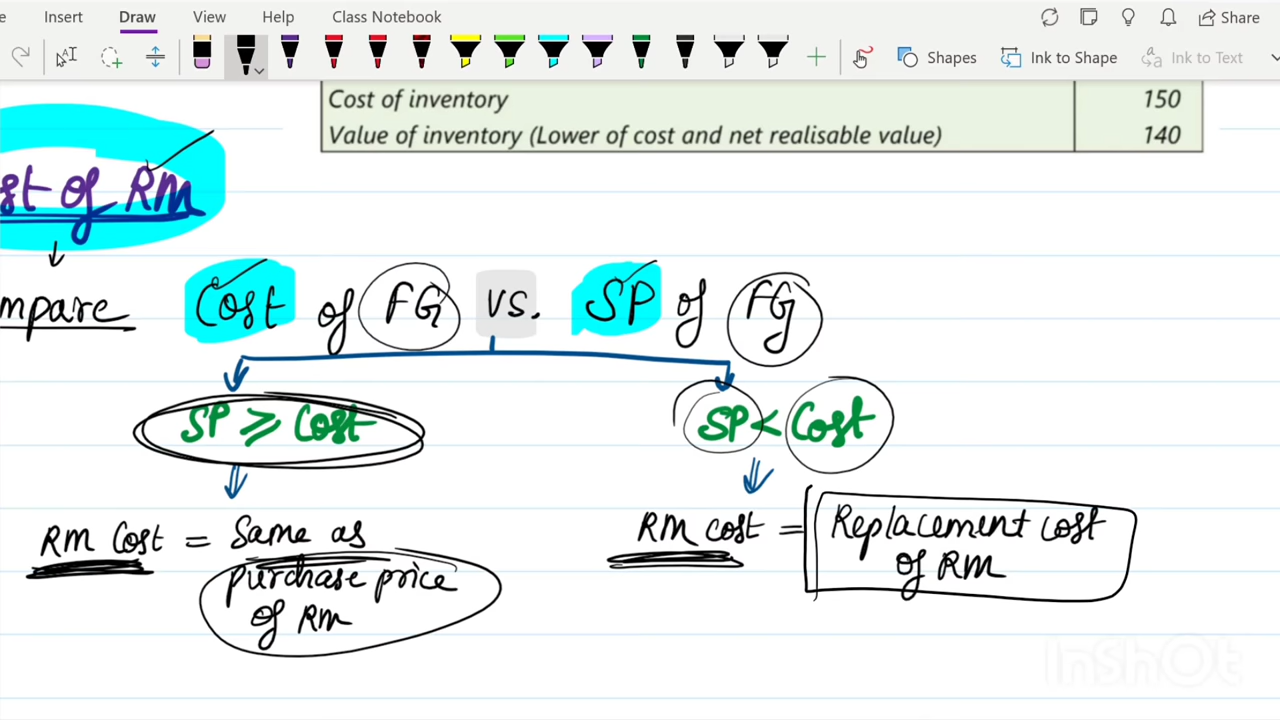 Insert Draw View Help Class Notebook Share
Shapes Ink to Shape Ink to Text
Cost of inventory 150
Value of inventory (Lower of cost and net realisable value) 140
st of RM
mpare Cost of FG vs. SP of FG
SP ≥ Cost SP < Cost
RM Cost = Same as purchase price of RM
RM cost = Replacement cost of RM
InShOt